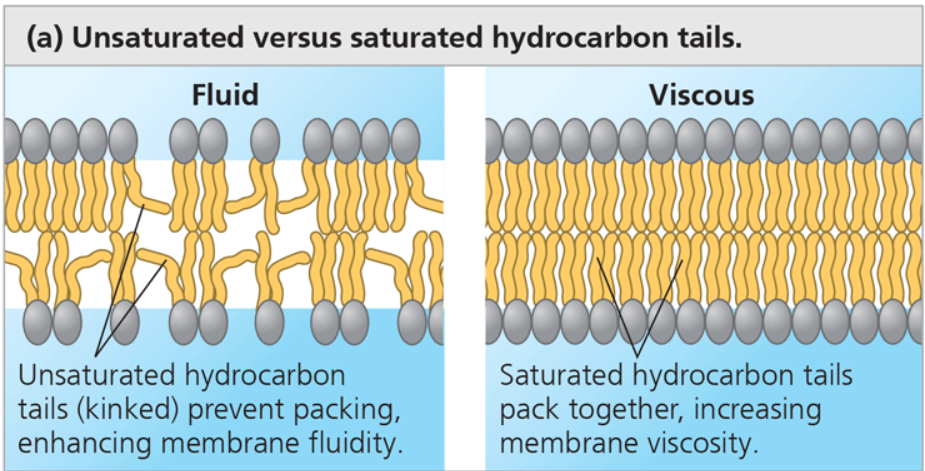 (a) Unsaturated versus saturated hydrocarbon tails.
Fluid
Unsaturated hydrocarbon
tails (kinked) prevent packing,
enhancing membrane fluidity.
Viscous
Saturated hydrocarbon tails
pack together, increasing
membrane viscosity.